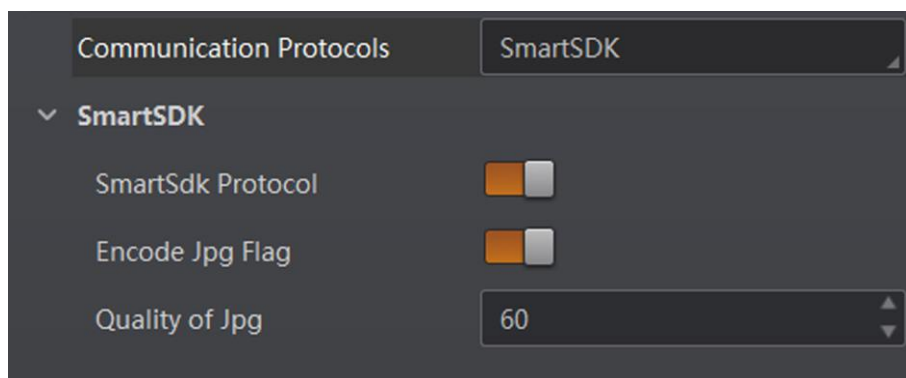 Communication Protocols SmartSDK
SmartSDK
SmartSdk Protocol
Encode Jpg Flag
Quality of Jpg 60